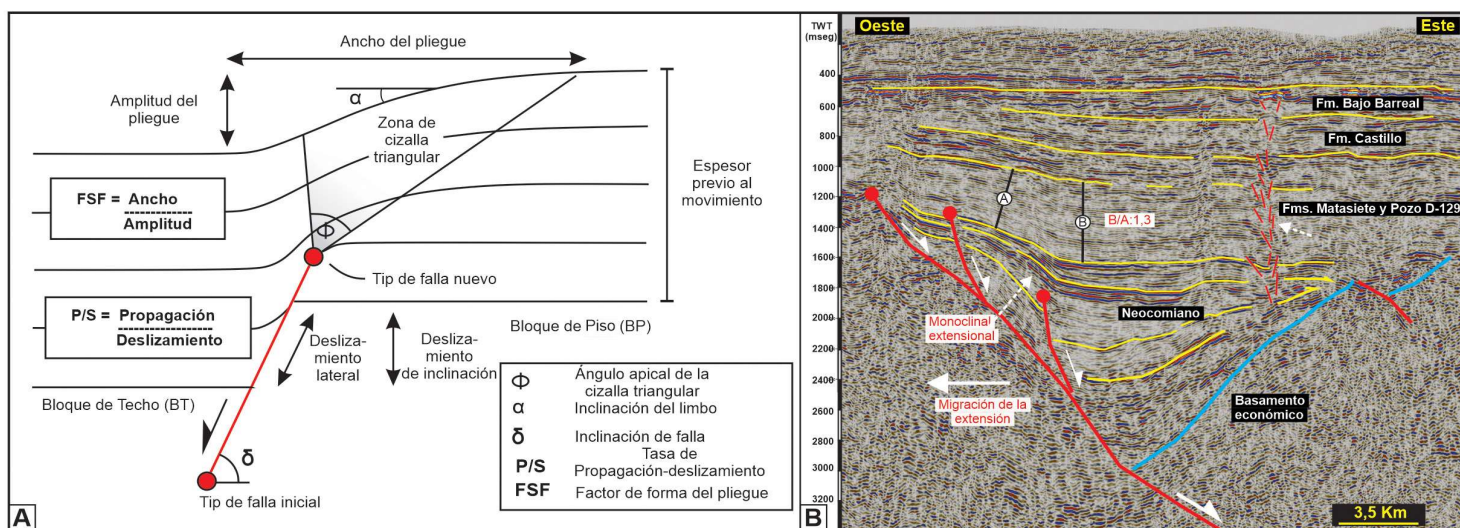 Ancho del pliegue
Amplitud del
pliegue
α
Zona de
cizalla
triangular
Espesor
previo al
movimiento
FSF = Ancho
Amplitud
Φ
Tip de falla nuevo
P/S = Propagación
Deslizamiento
Desliza-
miento
lateral
Desliza-
miento
de inclinación
Bloque de Piso (BP)
Bloque de Techo (BT)
δ
Tip de falla inicial
Φ Ángulo apical de la
cizalla triangular
α Inclinación del limbo
δ Inclinación de falla
Tasa de
P/S Propagación-deslizamiento
FSF Factor de forma del pliegue
A
TWT
(mseg)
Oeste
Este
400
600
800
1000
1200
1400
1600
1800
2000
2200
2400
2600
2800
3000
3200
Fm. Bajo Barreal
Fm. Castillo
A
B
B/A:1,3
Fms. Matasiete y Pozo D-129
Neocomiano
Monoclinal
extensional
Migración de la
extensión
Basamento
económico
3,5 Km
B